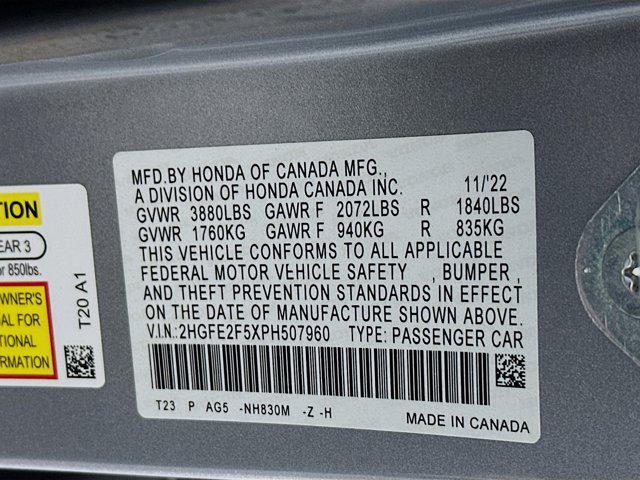 TION
EAR 3
r 850lbs.
OWNER'S
AL FOR
TIONAL
RMATION
T20 A1
MFD.BY HONDA OF CANADA MFG.,
A DIVISION OF HONDA CANADA INC. 11/'22
GVWR 3880LBS GAWR F 2072LBS R 1840LBS
GVWR 1760KG GAWR F 940KG R 835KG
THIS VEHICLE CONFORMS TO ALL APPLICABLE
FEDERAL MOTOR VEHICLE SAFETY , BUMPER ,
AND THEFT PREVENTION STANDARDS IN EFFECT
ON THE DATE OF MANUFACTURE SHOWN ABOVE.
V.I.N.:2HGFE2F5XPH507960 TYPE: PASSENGER CAR
T23 P AG5 -NH830M -Z -H
MADE IN CANADA